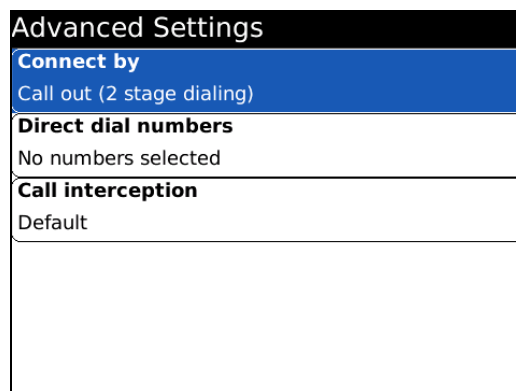 Advanced Settings
Connect by
Call out (2 stage dialing)
Direct dial numbers
No numbers selected
Call interception
Default